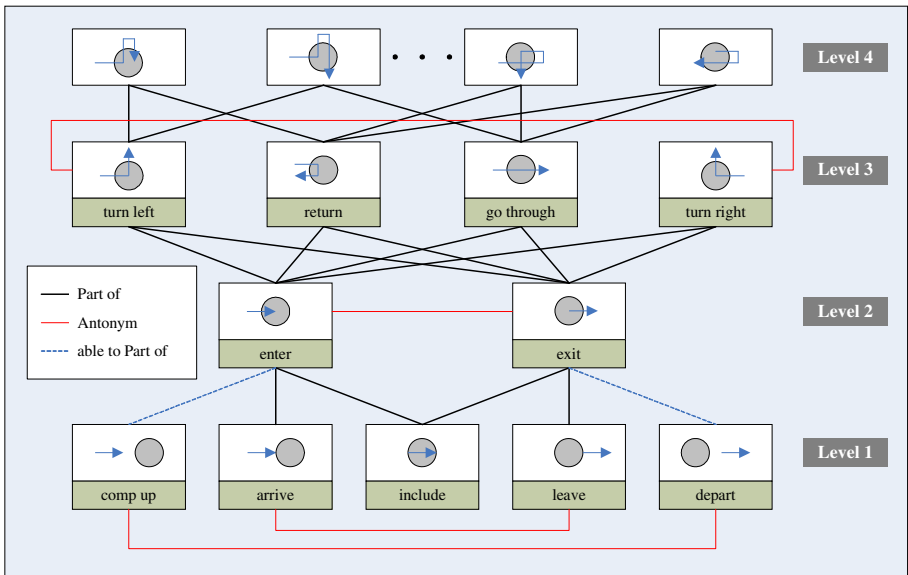 Level 4
Level 3
turn left
return
go through
turn right
Part of
Antonym
able to Part of
Level 2
enter
exit
Level 1
comp up
arrive
include
leave
depart